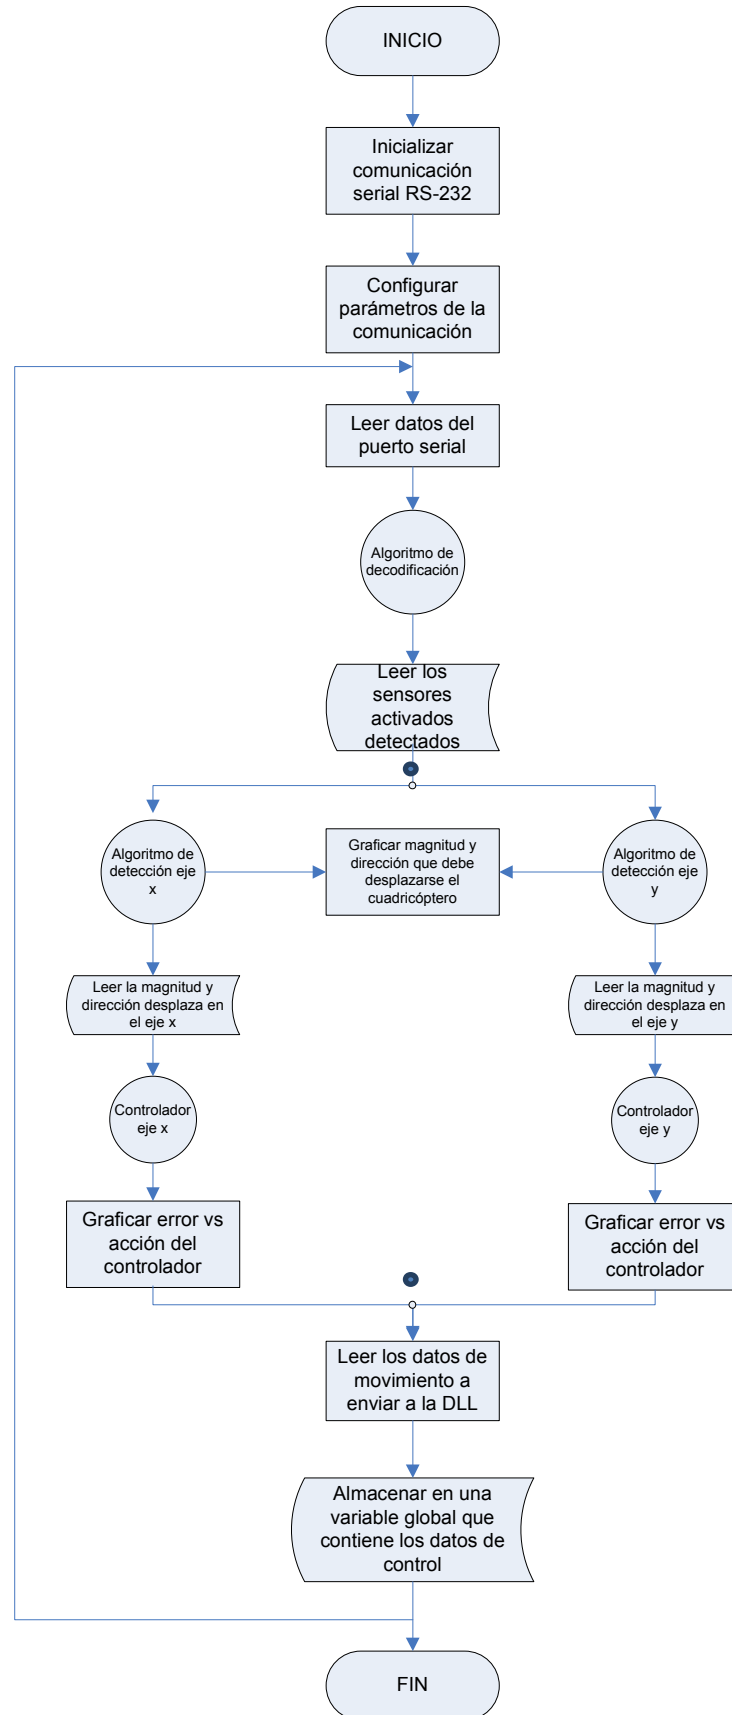 INICIO
Inicializar
comunicación
serial RS-232
Configurar
parámetros de la
comunicación
Leer datos del
puerto serial
Algoritmo de
decodificación
Leer los
sensores
activados
detectados
Algoritmo de
detección eje
x
Graficar magnitud y
dirección que debe
desplazarse el
cuadricóptero
Algoritmo de
detección eje
y
Leer la magnitud y
dirección desplaza en
el eje x
Leer la magnitud y
dirección desplaza en
el eje y
Controlador
eje x
Controlador
eje y
Graficar error vs
acción del
controlador
Graficar error vs
acción del
controlador
Leer los datos de
movimiento a
enviar a la DLL
Almacenar en una
variable global que
contiene los datos de
control
FIN